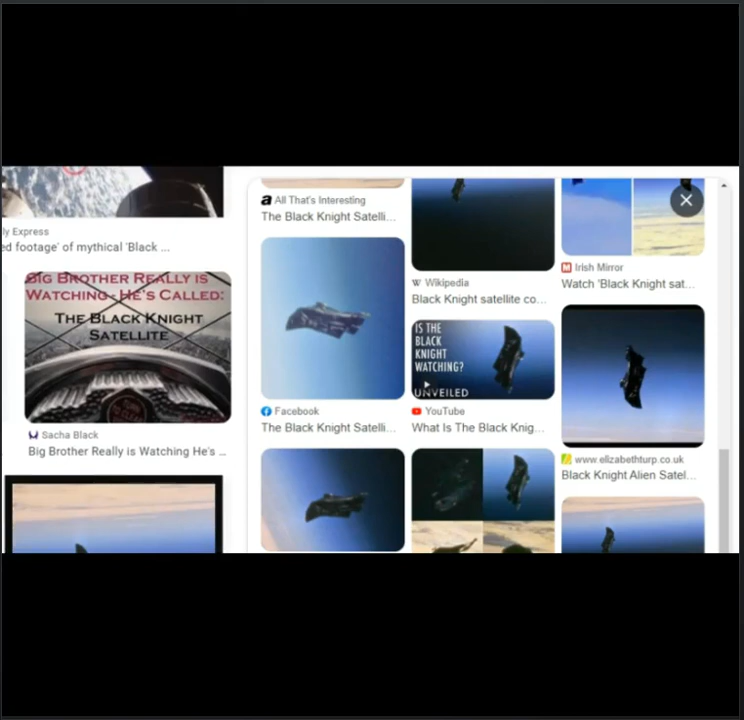 ly Express
ed footage' of mythical 'Black ...
BIG BROTHER REALLY IS
WATCHING- HE'S CALLED:
THE BLACK KNIGHT
SATELLITE
Sacha Black
Big Brother Really is Watching He's ...
a All That's Interesting
The Black Knight Satelli...
Facebook
The Black Knight Satelli...
W Wikipedia
Black Knight satellite co...
IS THE
BLACK
KNIGHT
WATCHING?
UNVEILED
YouTube
What Is The Black Knig...
M Irish Mirror
Watch 'Black Knight sat...
www.elizabethturp.co.uk
Black Knight Alien Satel...